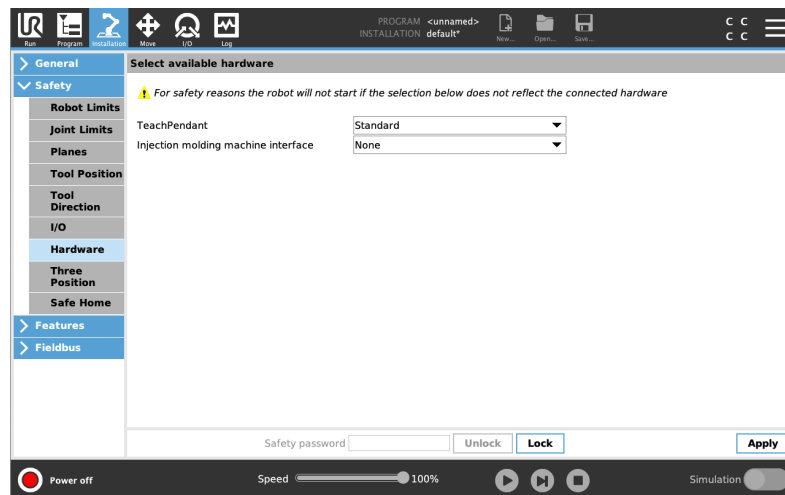 UR
Run
Program
Installation
Move
I/O
Log
PROGRAM <unnamed>
INSTALLATION default*
New...
Open...
Save...
C C
C C
General
Select available hardware
Safety
For safety reasons the robot will not start if the selection below does not reflect the connected hardware
Robot Limits
TeachPendant Standard
Joint Limits
Injection molding machine interface None
Planes
Tool Position
Tool
Direction
I/O
Hardware
Three
Position
Safe Home
Features
Fieldbus
Safety password Unlock Lock Apply
Power off Speed 100% Simulation